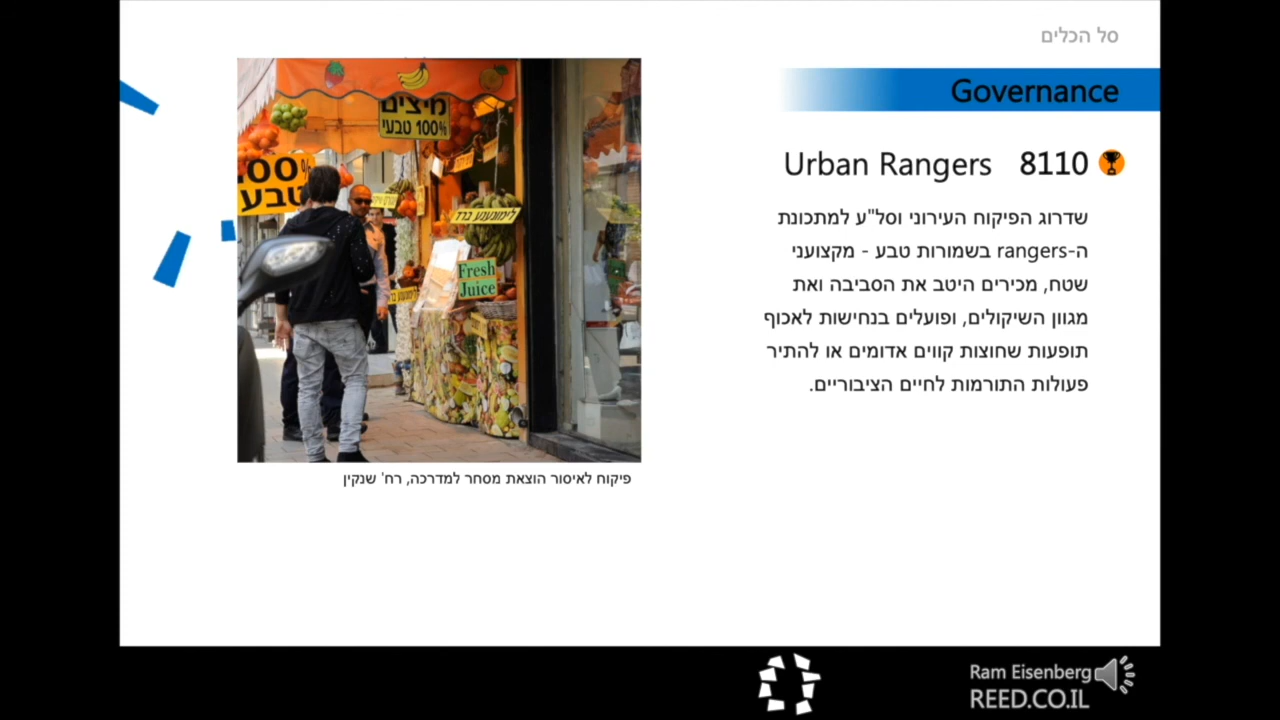 סל הכלים
Governance
8110 Urban Rangers
שדרוג הפיקוח העירוני וסל"ע למתכונת
ה-rangers בשמורות טבע - מקצועני
שטח, מכירים היטב את הסביבה ואת
מגוון השיקולים, ופועלים בנחישות לאכוף
תופעות שחוצות קווים אדומים או להתיר
פעולות התורמות לחיים הציבוריים.
מיצים
100% טבעי
טבע
לימונענע ברד
Fresh
Juice
פיקוח לאיסור הוצאת מסחר למדרכה, רח' שנקין
Ram Eisenberg
REED.CO.IL